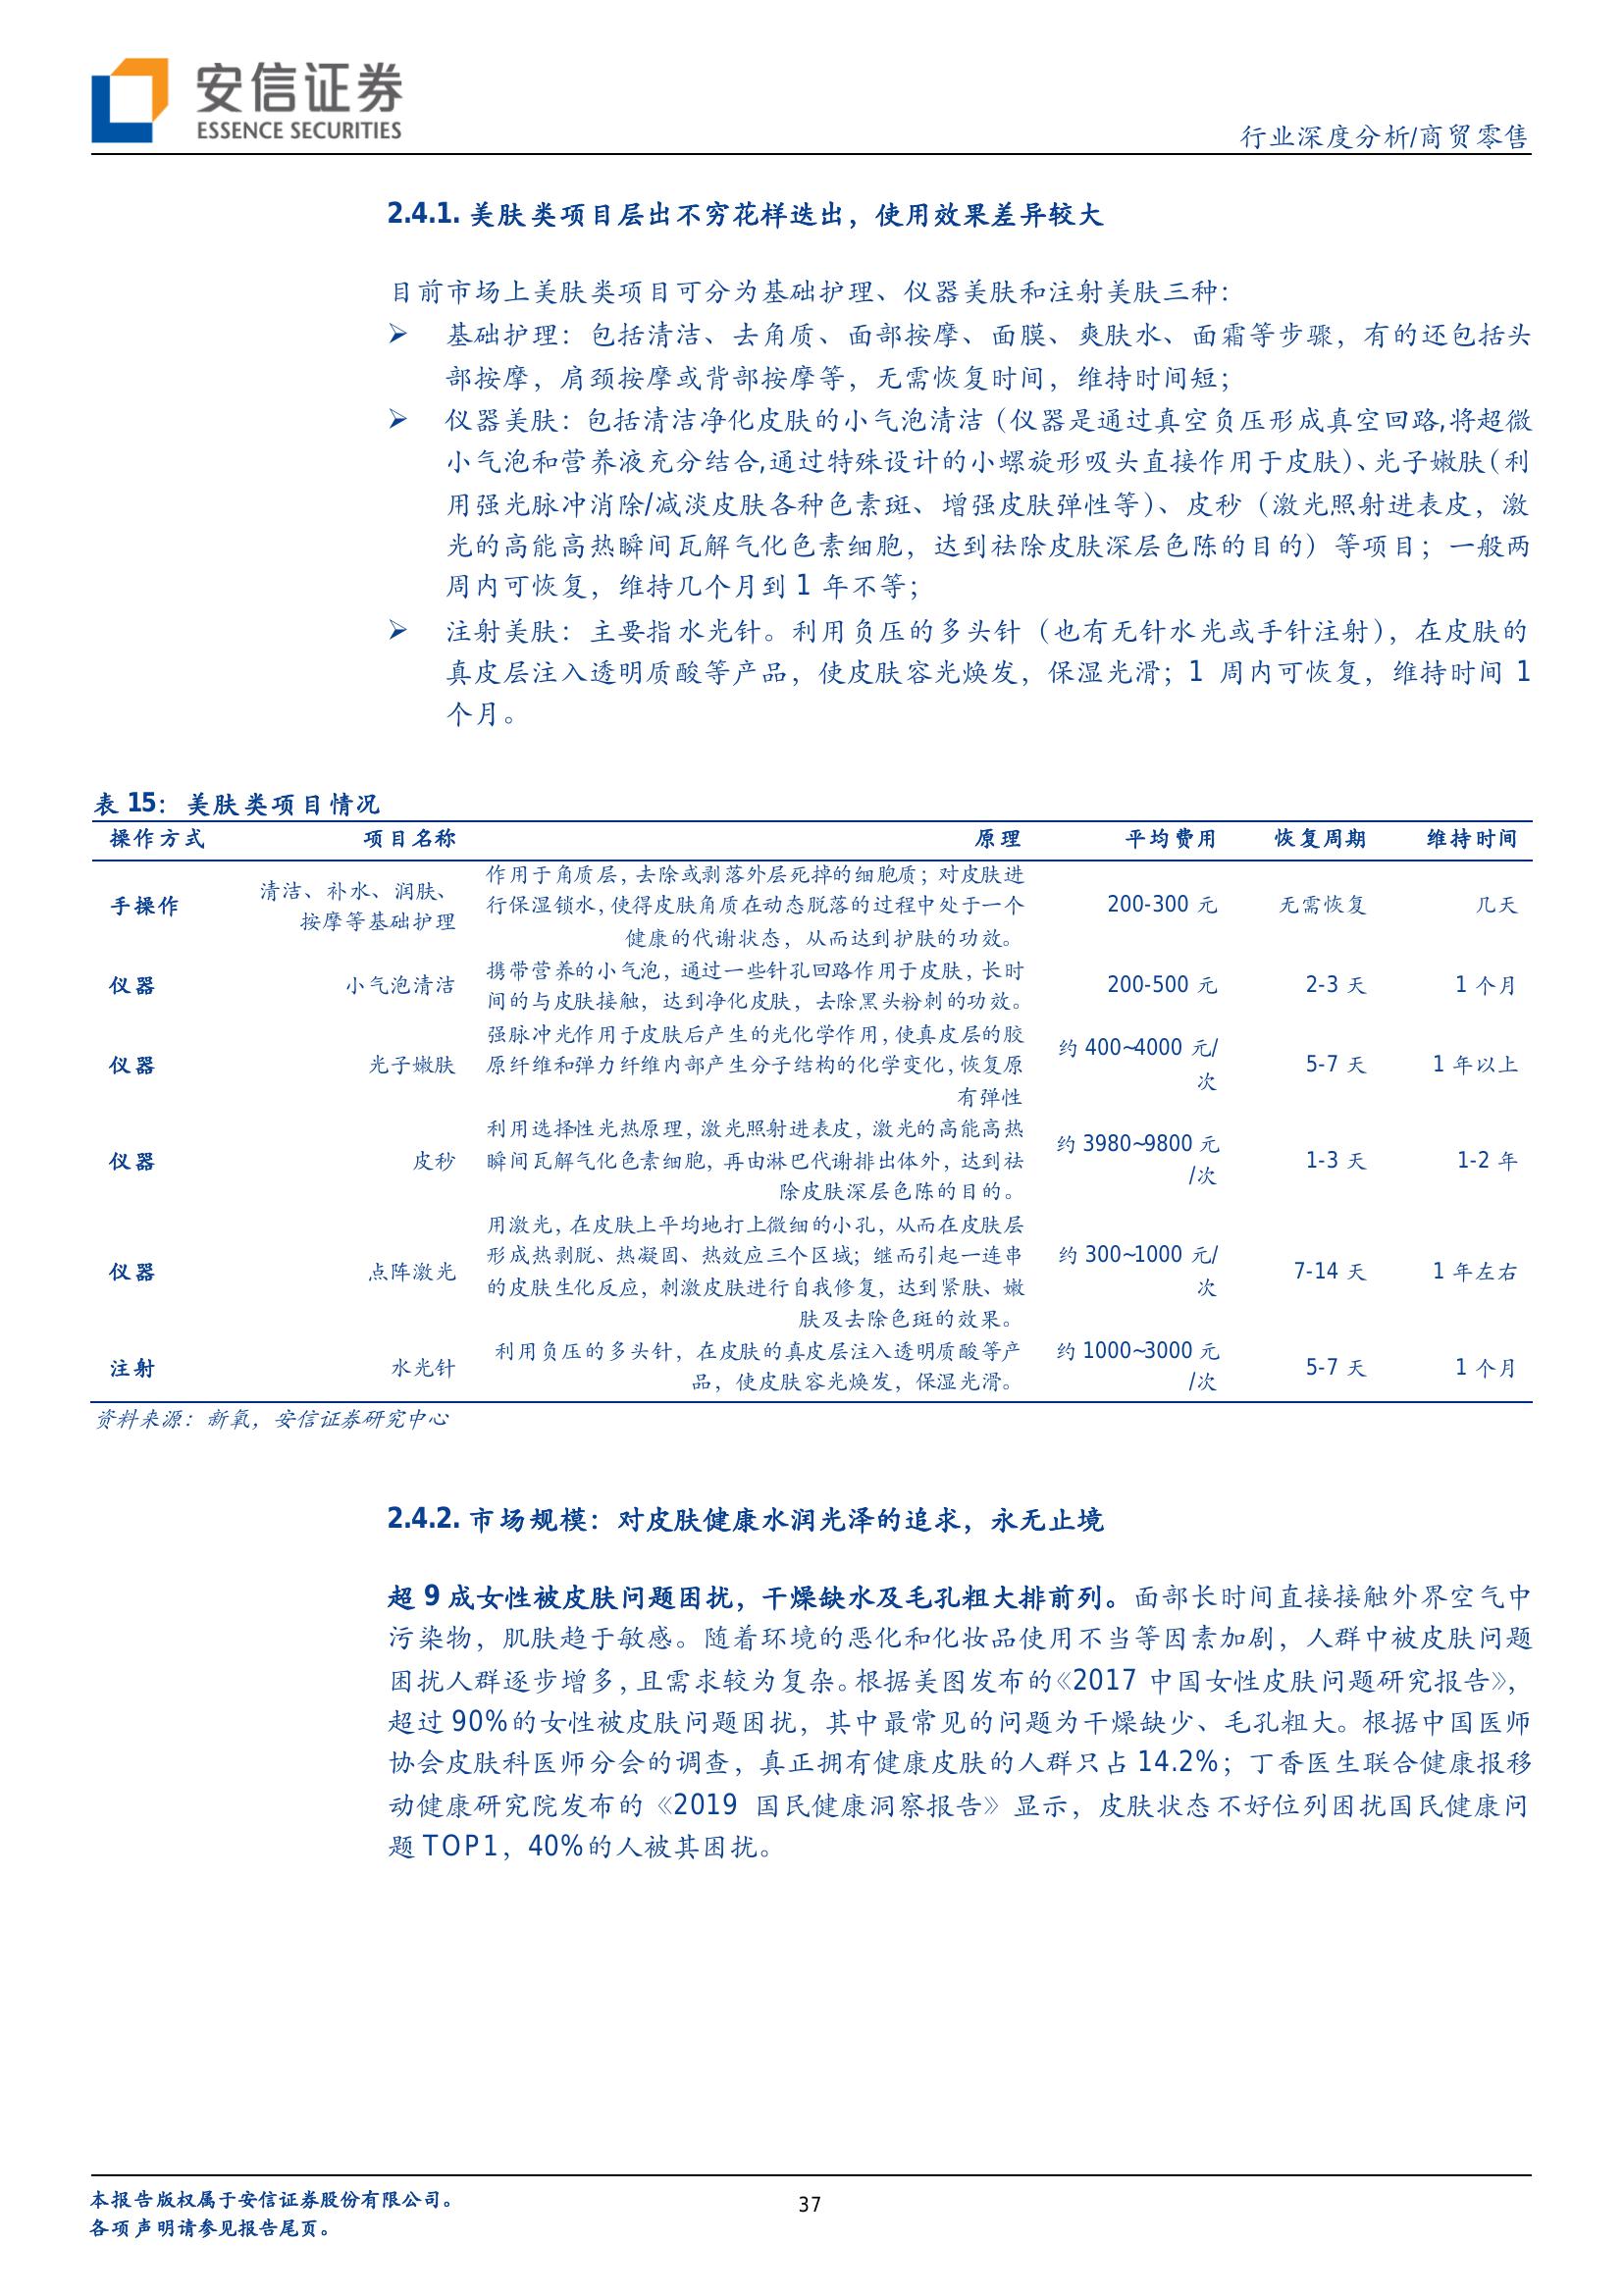 安信证券
ESSENCE SECURITIES
行业深度分析/商贸零售
2.4.1. 美肤类项目层出不穷花样迭出，使用效果差异较大
目前市场上美肤类项目可分为基础护理、仪器美肤和注射美肤三种：
➢ 基础护理：包括清洁、去角质、面部按摩、面膜、爽肤水、面霜等步骤，有的还包括头
部按摩，肩颈按摩或背部按摩等，无需恢复时间，维持时间短；
➢ 仪器美肤：包括清洁净化皮肤的小气泡清洁（仪器是通过真空负压形成真空回路,将超微
小气泡和营养液充分结合,通过特殊设计的小螺旋形吸头直接作用于皮肤）、光子嫩肤（利
用强光脉冲消除/减淡皮肤各种色素斑、增强皮肤弹性等）、皮秒（激光照射进表皮，激
光的高能高热瞬间瓦解气化色素细胞，达到祛除皮肤深层色陈的目的）等项目；一般两
周内可恢复，维持几个月到 1 年不等；
➢ 注射美肤：主要指水光针。利用负压的多头针（也有无针水光或手针注射），在皮肤的
真皮层注入透明质酸等产品，使皮肤容光焕发，保湿光滑；1 周内可恢复，维持时间 1
个月。
表 15：美肤类项目情况
操作方式 项目名称 原理 平均费用 恢复周期 维持时间
手操作 清洁、补水、润肤、按摩等基础护理 作用于角质层，去除或剥落外层死掉的细胞质；对皮肤进
行保湿锁水，使得皮肤角质在动态脱落的过程中处于一个
健康的代谢状态，从而达到护肤的功效。 200-300 元 无需恢复 几天
仪器 小气泡清洁 携带营养的小气泡，通过一些针孔回路作用于皮肤，长时
间的与皮肤接触，达到净化皮肤，去除黑头粉刺的功效。 200-500 元 2-3 天 1 个月
仪器 光子嫩肤 强脉冲光作用于皮肤后产生的光化学作用，使真皮层的胶
原纤维和弹力纤维内部产生分子结构的化学变化，恢复原
有弹性 约 400~4000 元/次 5-7 天 1 年以上
仪器 皮秒 利用选择性光热原理，激光照射进表皮，激光的高能高热
瞬间瓦解气化色素细胞，再由淋巴代谢排出体外，达到祛
除皮肤深层色陈的目的。 约 3980~9800 元/次 1-3 天 1-2 年
仪器 点阵激光 用激光，在皮肤上平均地打上微细的小孔，从而在皮肤层
形成热剥脱、热凝固、热效应三个区域；继而引起一连串
的皮肤生化反应，刺激皮肤进行自我修复，达到紧肤、嫩
肤及去除色斑的效果。 约 300~1000 元/次 7-14 天 1 年左右
注射 水光针 利用负压的多头针，在皮肤的真皮层注入透明质酸等产
品，使皮肤容光焕发，保湿光滑。 约 1000~3000 元/次 5-7 天 1 个月
资料来源：新氧，安信证券研究中心
2.4.2. 市场规模：对皮肤健康水润光泽的追求，永无止境
超 9 成女性被皮肤问题困扰，干燥缺水及毛孔粗大排前列。面部长时间直接接触外界空气中
污染物，肌肤趋于敏感。随着环境的恶化和化妆品使用不当等因素加剧，人群中被皮肤问题
困扰人群逐步增多，且需求较为复杂。根据美图发布的《2017 中国女性皮肤问题研究报告》，
超过 90%的女性被皮肤问题困扰，其中最常见的问题为干燥缺少、毛孔粗大。根据中国医师
协会皮肤科医师分会的调查，真正拥有健康皮肤的人群只占 14.2%；丁香医生联合健康报移
动健康研究院发布的《2019 国民健康洞察报告》显示，皮肤状态不好位列困扰国民健康问
题 TOP1，40%的人被其困扰。
本报告版权属于安信证券股份有限公司。
各项声明请参见报告尾页。
37